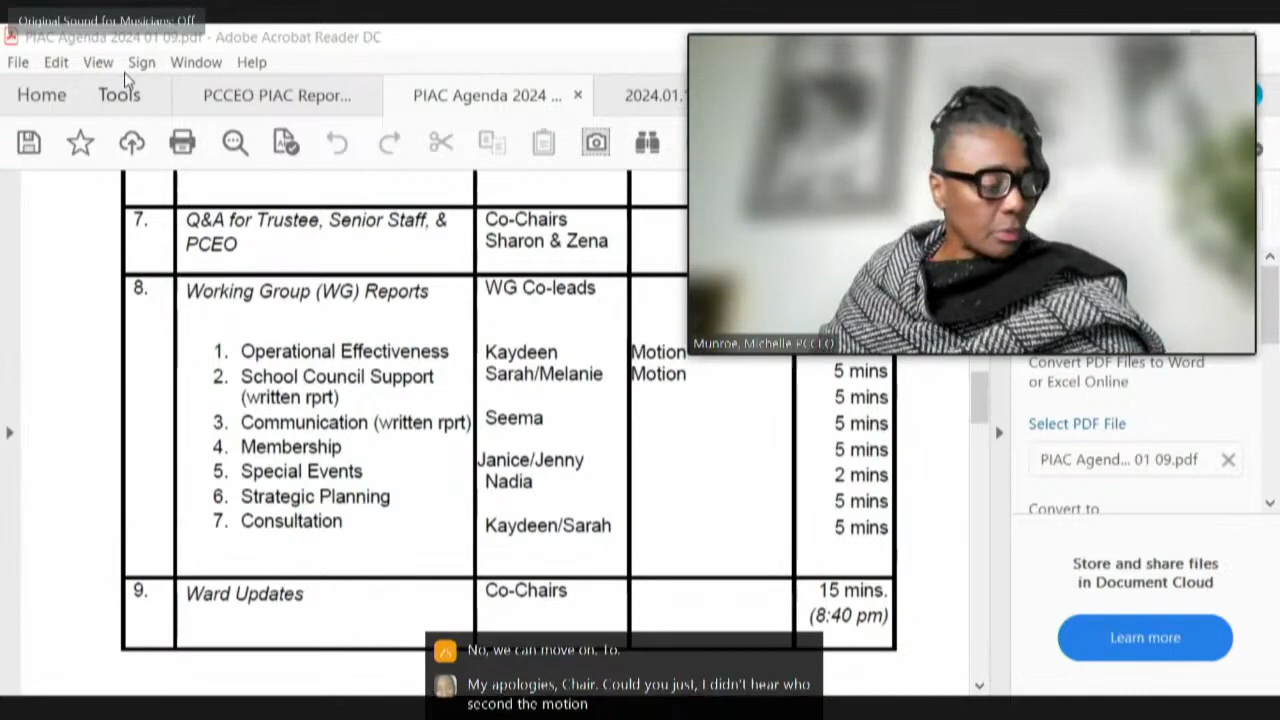 Original Sound for Musicians: Off
PIAC Agenda 2024 01 09.pdf - Adobe Acrobat Reader DC
File Edit View Sign Window Help
Home Tools PCCEO PIAC Repor... PIAC Agenda 2024 ... × 2024.01.
7. Q&A for Trustee, Senior Staff, & Co-Chairs
PCEO Sharon & Zena
8. Working Group (WG) Reports WG Co-leads
Munroe, Michelle
1. Operational Effectiveness Kaydeen Motion
Convert PDF Files to Word
2. School Council Support Sarah/Melanie Motion 5 mins
or Excel Online
(written rprt) 5 mins
3. Communication (written rprt) Seema 5 mins
Select PDF File
4. Membership 5 mins
Janice/Jenny
PIAC Agend... 01 09.pdf
5. Special Events Nadia 2 mins
6. Strategic Planning 5 mins
Convert to
7. Consultation Kaydeen/Sarah 5 mins
Store and share files
in Document Cloud
9. Ward Updates Co-Chairs 15 mins.
(8:40 pm)
Learn more
No, we can move on. To.
My apologies, Chair. Could you just, I didn't hear who
second the motion